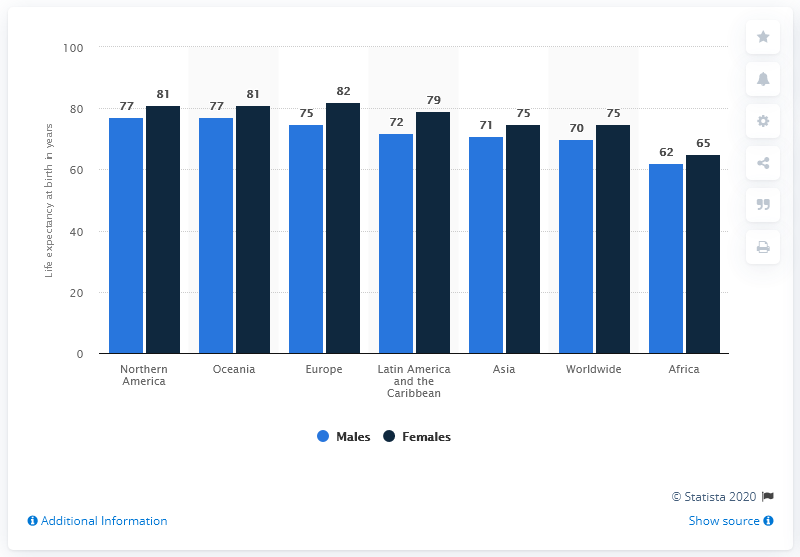 100
80
60
40
20
0
Life expectancy at birth in years
77
81
77
81
75
82
72
79
71
75
70
75
62
65
Northern
America
Oceania
Europe
Latin America
and the
Caribbean
Asia
Worldwide
Africa
Males Females
© Statista 2020
Additional Information
Show source